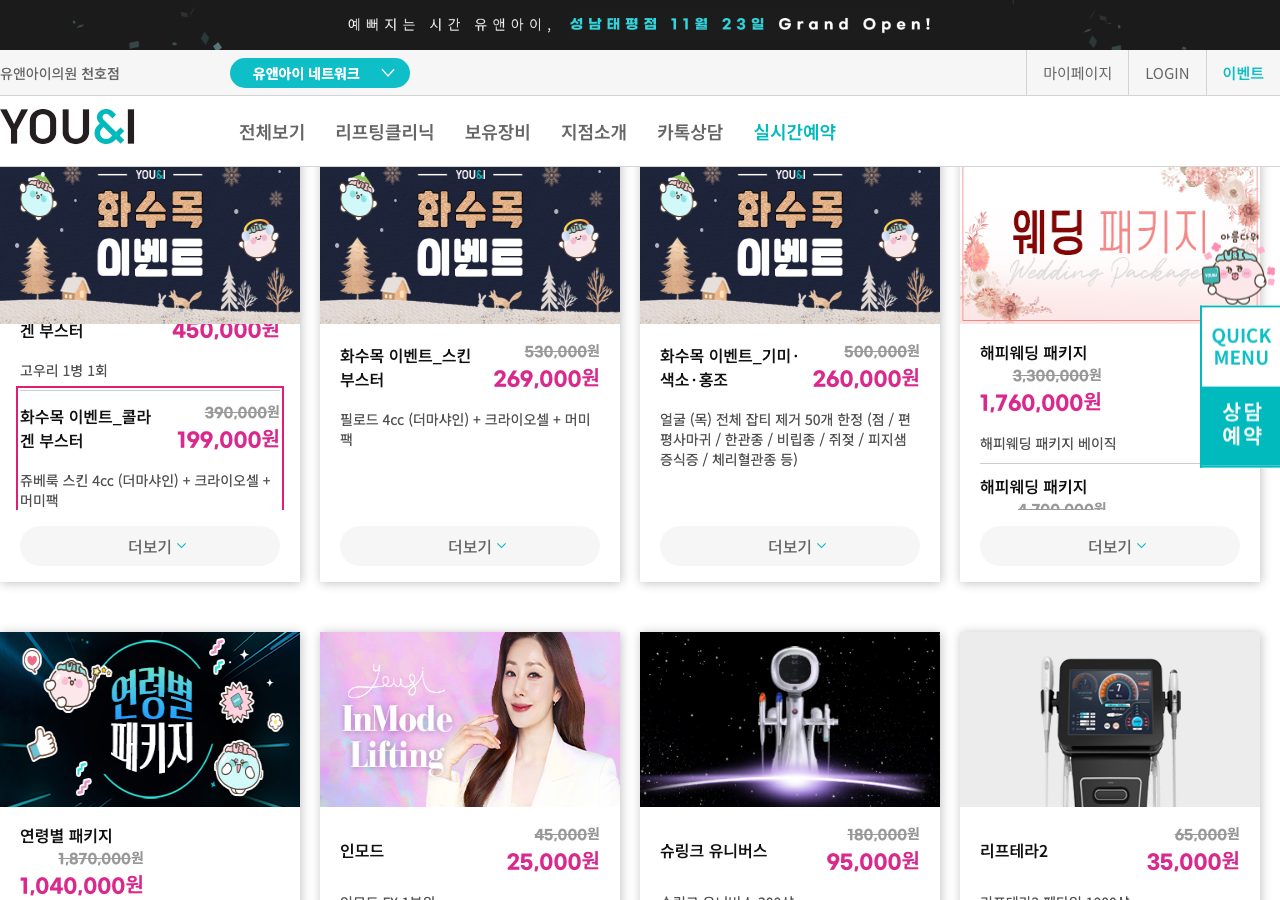 예뻐지는 시간 유앤아이, 성남태평점 11월 23일 Grand Open!
유앤아이의원 천호점
유앤아이 네트워크
마이페이지
LOGIN
이벤트
YOU&I
전체보기
리프팅클리닉
보유장비
지점소개
카톡상담
실시간예약
YOU&I
화수목
이벤트
겐 부스터
450,000원
고우리 1병 1회
화수목 이벤트_콜라
겐 부스터
390,000원
199,000원
쥬베룩 스킨 4cc (더마샤인) + 크라이오셀 +
머미팩
더보기
YOU&I
화수목
이벤트
화수목 이벤트_스킨
부스터
530,000원
269,000원
필로드 4cc (더마샤인) + 크라이오셀 + 머미
팩
더보기
YOU&I
화수목
이벤트
화수목 이벤트_기미·
색소·홍조
500,000원
260,000원
얼굴 (목) 전체 잡티 제거 50개 한정 (점 / 편
평사마귀 / 한관종 / 비립종 / 쥐젖 / 피지샘
증식증 / 체리혈관종 등)
더보기
웨딩 패키지
Wedding Package
아름다워
해피웨딩 패키지
3,300,000원
1,760,000원
해피웨딩 패키지 베이직
해피웨딩 패키지
4,700,000원
더보기
QUICK
MENU
상담
예약
연령별
패키지
연령별 패키지
1,870,000원
1,040,000원
InMode
Lifting
인모드
45,000원
25,000원
슈링크 유니버스
180,000원
95,000원
리프테라2
65,000원
35,000원